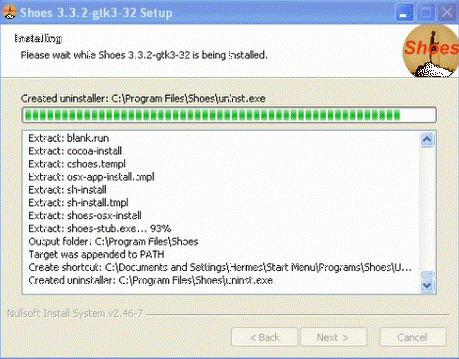 Shoes 3.3.2-gtk3-32 Setup
Installing
Please wait while Shoes 3.3.2-gtk3-32 is being installed.
Shoes
Created uninstaller: C:\Program Files\Shoes\uninst.exe
Extract: blank.run
Extract: cocoa-install
Extract: cshoes.templ
Extract: osx-app-install.tmpl
Extract: sh-install
Extract: sh-install.tmpl
Extract: shoes-osx-install
Extract: shoes-stub.exe... 93%
Output folder: C:\Program Files\Shoes
Target was appended to PATH
Create shortcut: C:\Documents and Settings\Hermes\Start Menu\Programs\Shoes\U...
Created uninstaller: C:\Program Files\Shoes\uninst.exe
Nullsoft Install System v2.46-7
< Back Next > Cancel